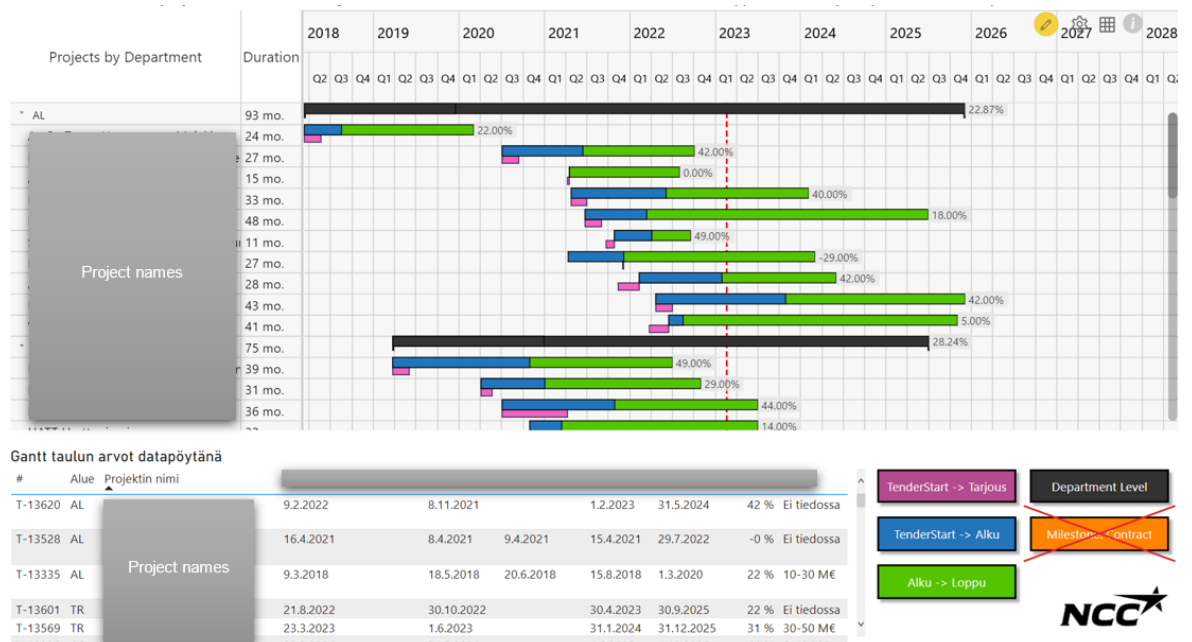 2018 2019 2020 2021 2022 2023 2024 2025 2026 2027 2028
Projects by Department Duration
Q2 Q3 Q4 Q1 Q2 Q3 Q4 Q1 Q2 Q3 Q4 Q1 Q2 Q3 Q4 Q1 Q2 Q3 Q4 Q1 Q2 Q3 Q4 Q1 Q2 Q3 Q4 Q1 Q2 Q3 Q4 Q1 Q2 Q3 Q4 Q1 Q2 Q3 Q4 Q1
AL 93 mo. 22.87%
24 mo. 22.00%
27 mo. 42.00%
15 mo. 0.00%
33 mo. 40.00%
48 mo. 18.00%
11 mo. 49.00%
27 mo. -29.00%
Project names
28 mo. 42.00%
43 mo. 42.00%
41 mo. 5.00%
75 mo. 28.24%
39 mo. 49.00%
31 mo. 29.00%
36 mo. 44.00%
14.00%
Gantt taulun arvot datapöytänä
# Alue Projektin nimi
T-13620 AL 9.2.2022 8.11.2021 1.2.2023 31.5.2024 42 % Ei tiedossa
T-13528 AL 16.4.2021 8.4.2021 9.4.2021 15.4.2021 29.7.2022 -0 % Ei tiedossa
Project names
T-13335 AL 9.3.2018 18.5.2018 20.6.2018 15.8.2018 1.3.2020 22 % 10-30 M€
T-13601 TR 21.8.2022 30.10.2022 30.4.2023 30.9.2025 22 % Ei tiedossa
T-13569 TR 23.3.2023 1.6.2023 31.1.2024 31.12.2025 31 % 30-50 M€
TenderStart -> Tarjous Department Level
TenderStart -> Alku Milestone: Contract
Alku -> Loppu
NCC